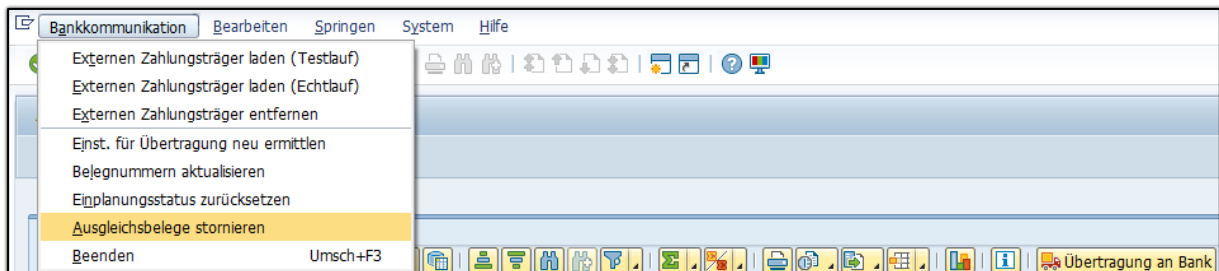 Bankkommunikation Bearbeiten Springen System Hilfe
Externen Zahlungsträger laden (Testlauf)
Externen Zahlungsträger laden (Echtlauf)
Externen Zahlungsträger entfernen
Einst. für Übertragung neu ermittlen
Belegnummern aktualisieren
Einplanungsstatus zurücksetzen
Ausgleichsbelege stornieren
Beenden Umsch+F3
Übertragung an Bank